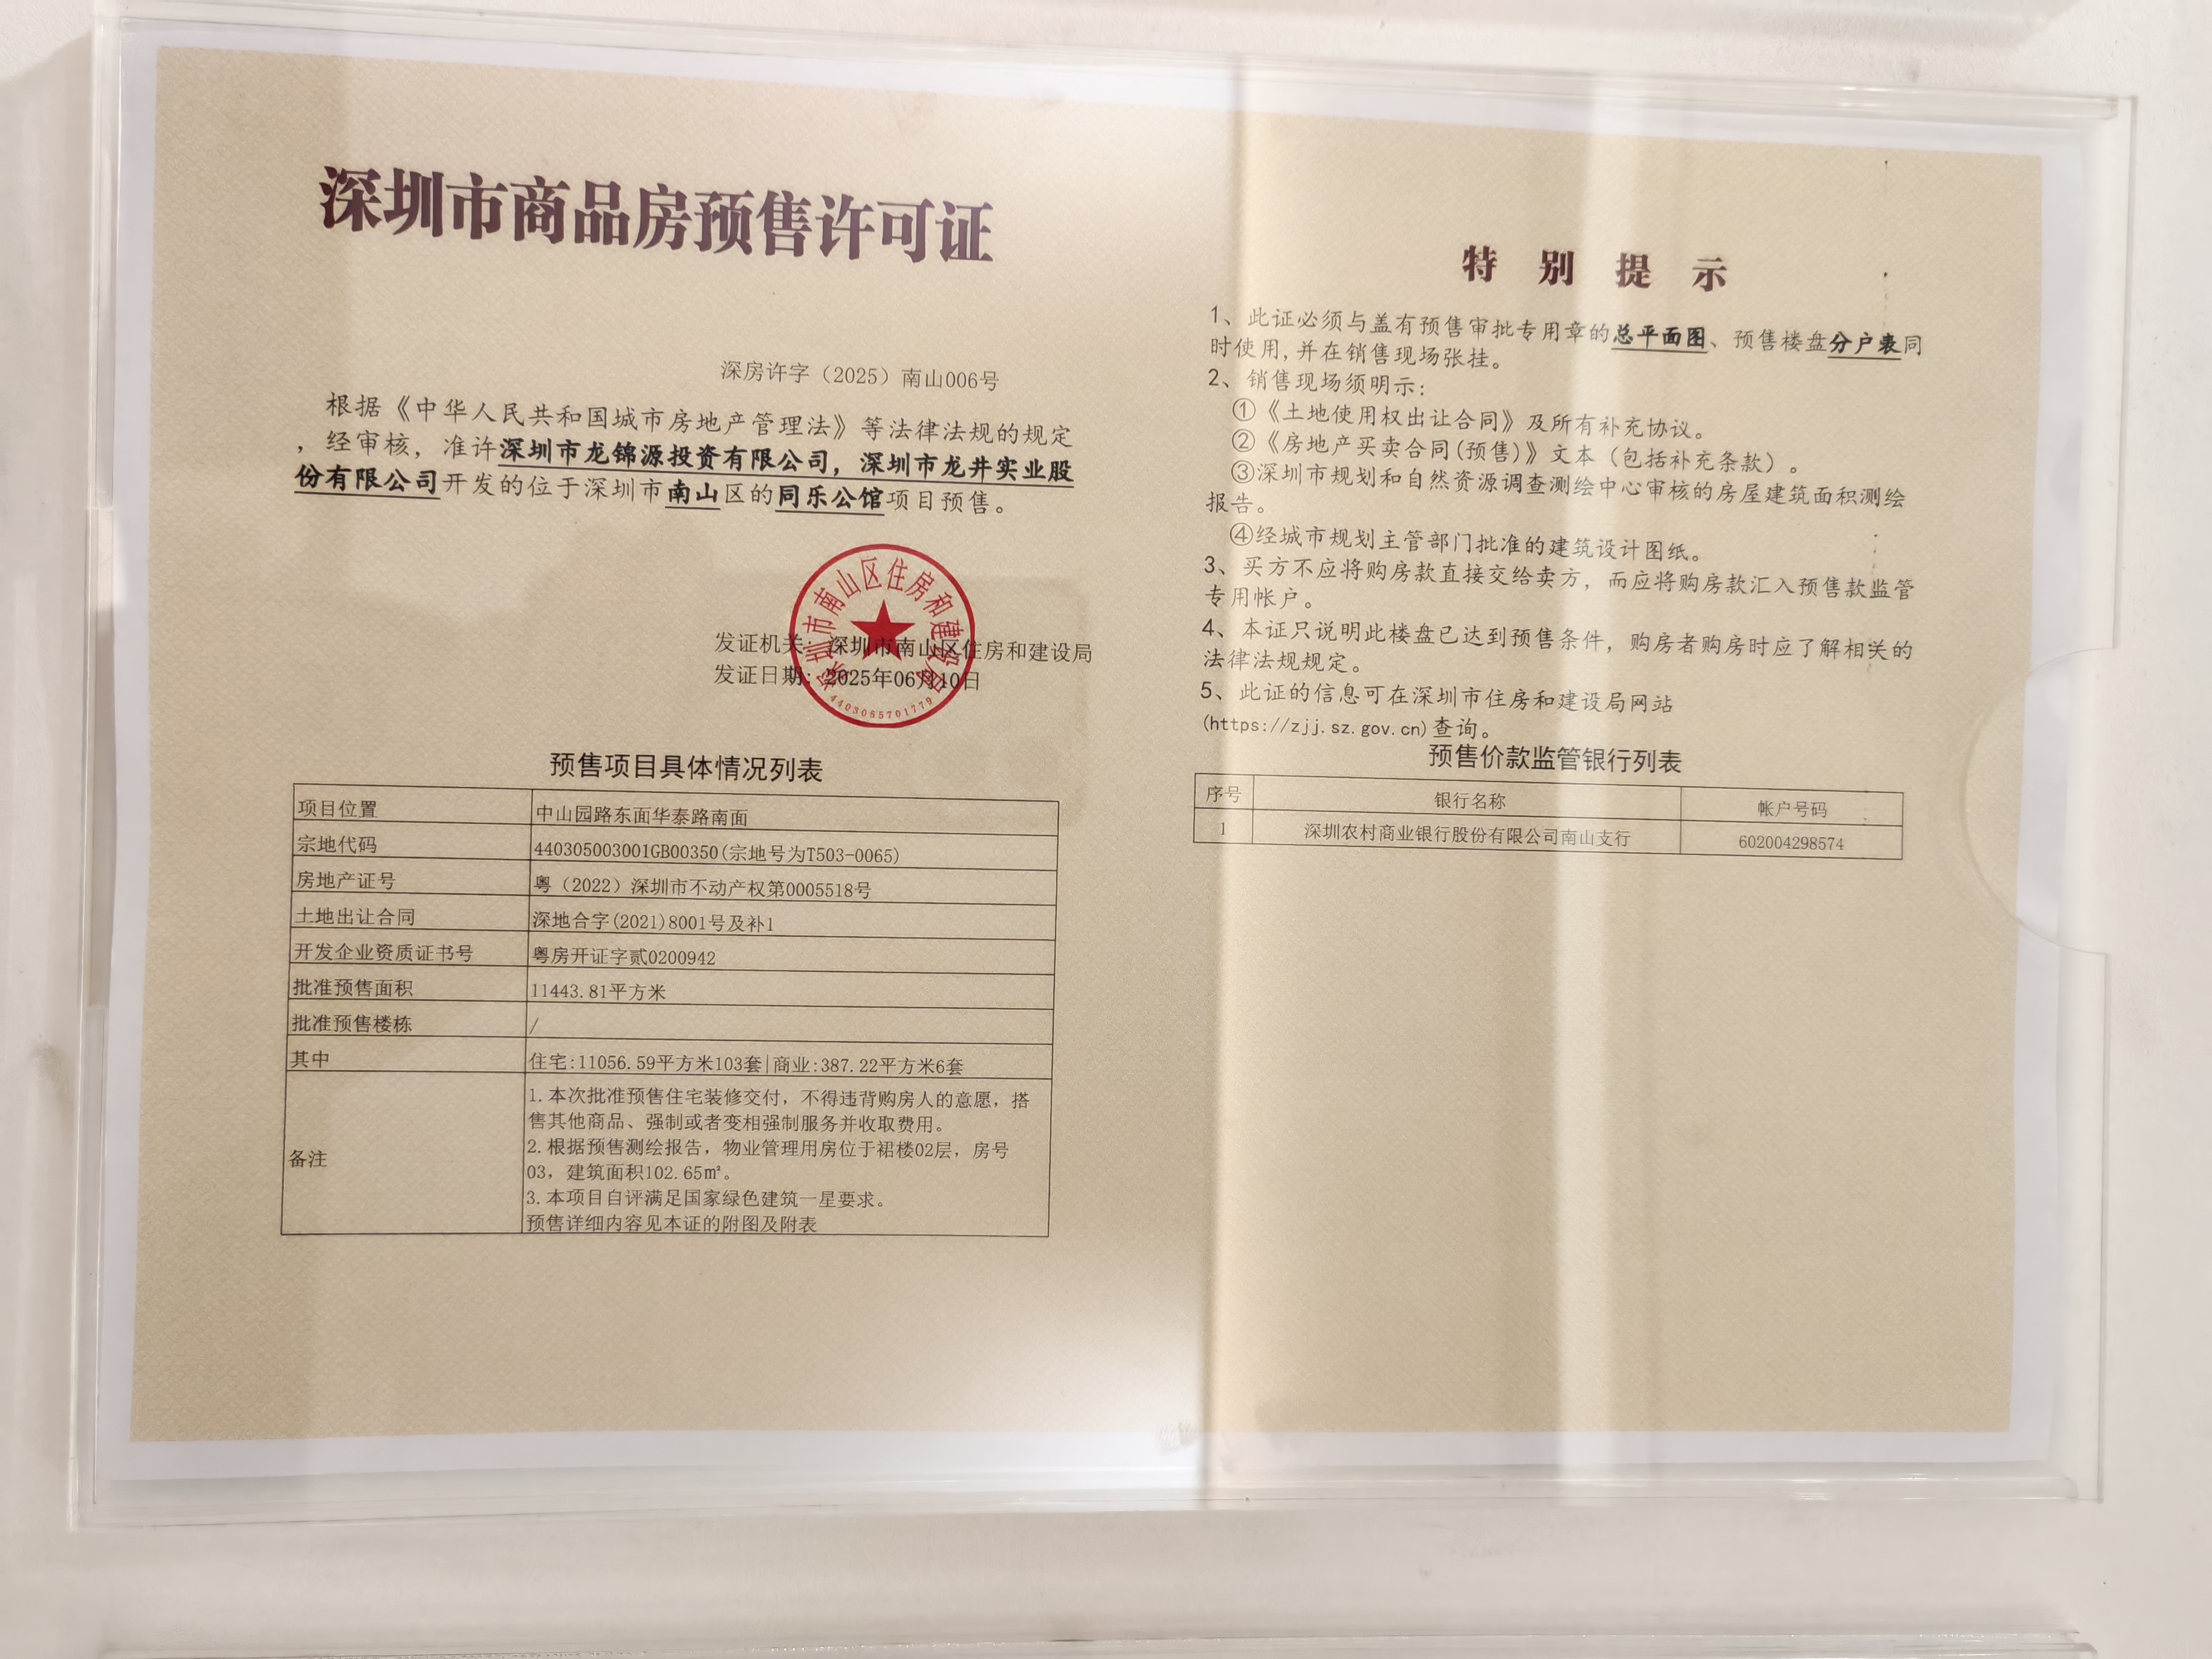 深圳市商品房预售许可证
深房许字（2025）南山006号
根据《中华人民共和国城市房地产管理法》等法律法规的规定
，经审核，准许深圳市龙锦源投资有限公司，深圳市龙井实业股
份有限公司开发的位于深圳市南山区的同乐公馆项目预售。
深圳市南山区住房和建设局
4403055701779
发证机关：深圳市南山区住房和建设局
发证日期：2025年06月10日
预售项目具体情况列表
项目位置 中山园路东面华泰路南面
宗地代码 440305003001GB00350(宗地号为T503-0065)
房地产证号 粤（2022）深圳市不动产权第0005518号
土地出让合同 深地合字(2021)8001号及补1
开发企业资质证书号 粤房开证字贰0200942
批准预售面积 11443.81平方米
批准预售楼栋 /
其中 住宅:11056.59平方米103套|商业:387.22平方米6套
备注
1.本次批准预售住宅装修交付，不得违背购房人的意愿，搭
售其他商品、强制或者变相强制服务并收取费用。
2.根据预售测绘报告，物业管理用房位于裙楼02层，房号
03，建筑面积102.65㎡。
3.本项目自评满足国家绿色建筑一星要求。
预售详细内容见本证的附图及附表
特别提示
1、此证必须与盖有预售审批专用章的总平面图、预售楼盘分户表同
时使用,并在销售现场张挂。
2、销售现场须明示：
①《土地使用权出让合同》及所有补充协议。
②《房地产买卖合同(预售)》文本（包括补充条款）。
③深圳市规划和自然资源调查测绘中心审核的房屋建筑面积测绘
报告。
④经城市规划主管部门批准的建筑设计图纸。
3、买方不应将购房款直接交给卖方，而应将购房款汇入预售款监管
专用帐户。
4、本证只说明此楼盘已达到预售条件，购房者购房时应了解相关的
法律法规规定。
5、此证的信息可在深圳市住房和建设局网站
(https://zjj.sz.gov.cn)查询。
预售价款监管银行列表
序号 银行名称 帐户号码
1 深圳农村商业银行股份有限公司南山支行 602004298574